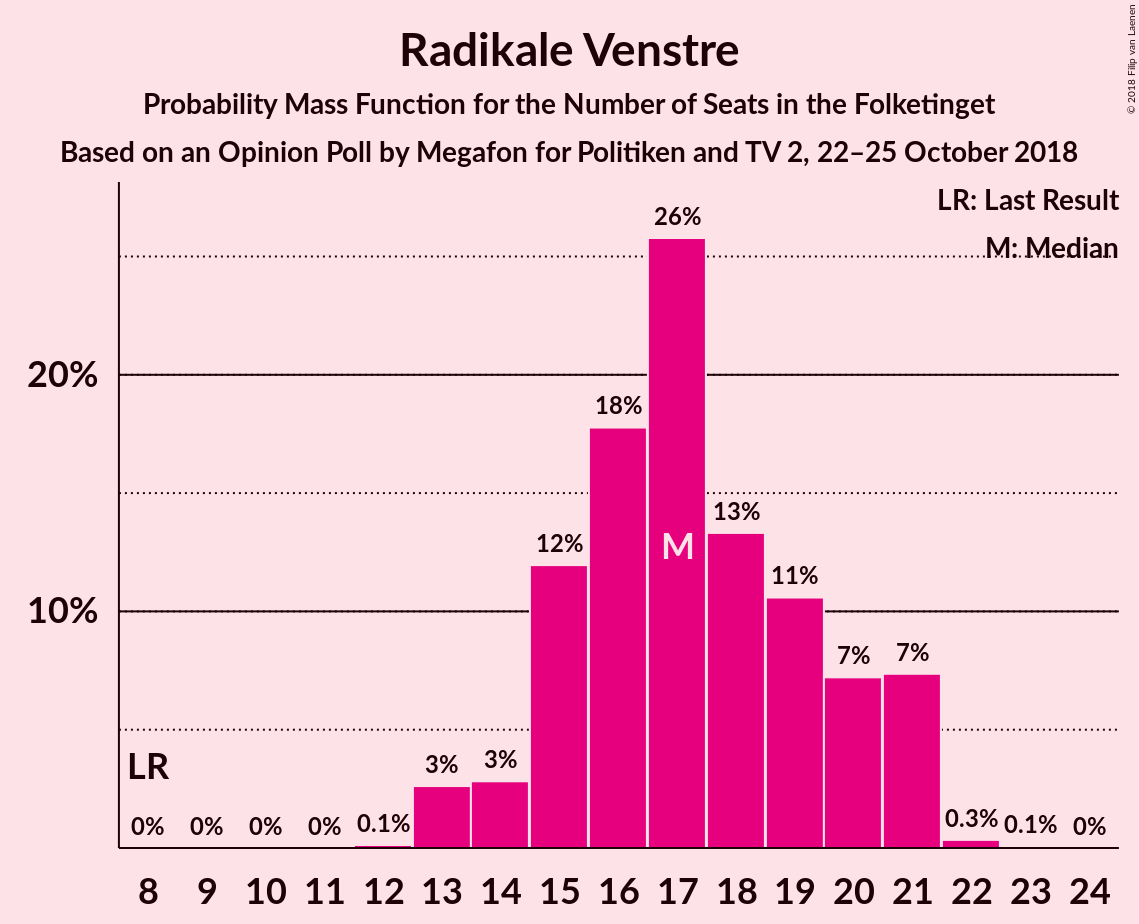 Radikale Venstre
Probability Mass Function for the Number of Seats in the Folketinget
Based on an Opinion Poll by Megafon for Politiken and TV 2, 22–25 October 2018
© 2018 Filip van Laenen
LR: Last Result
M: Median
26%
20%
18%
13%
12%
M
11%
10%
7%
7%
LR
3%
3%
0%
0%
0%
0%
0.1%
0.3%
0.1%
0%
8 9 10 11 12 13 14 15 16 17 18 19 20 21 22 23 24